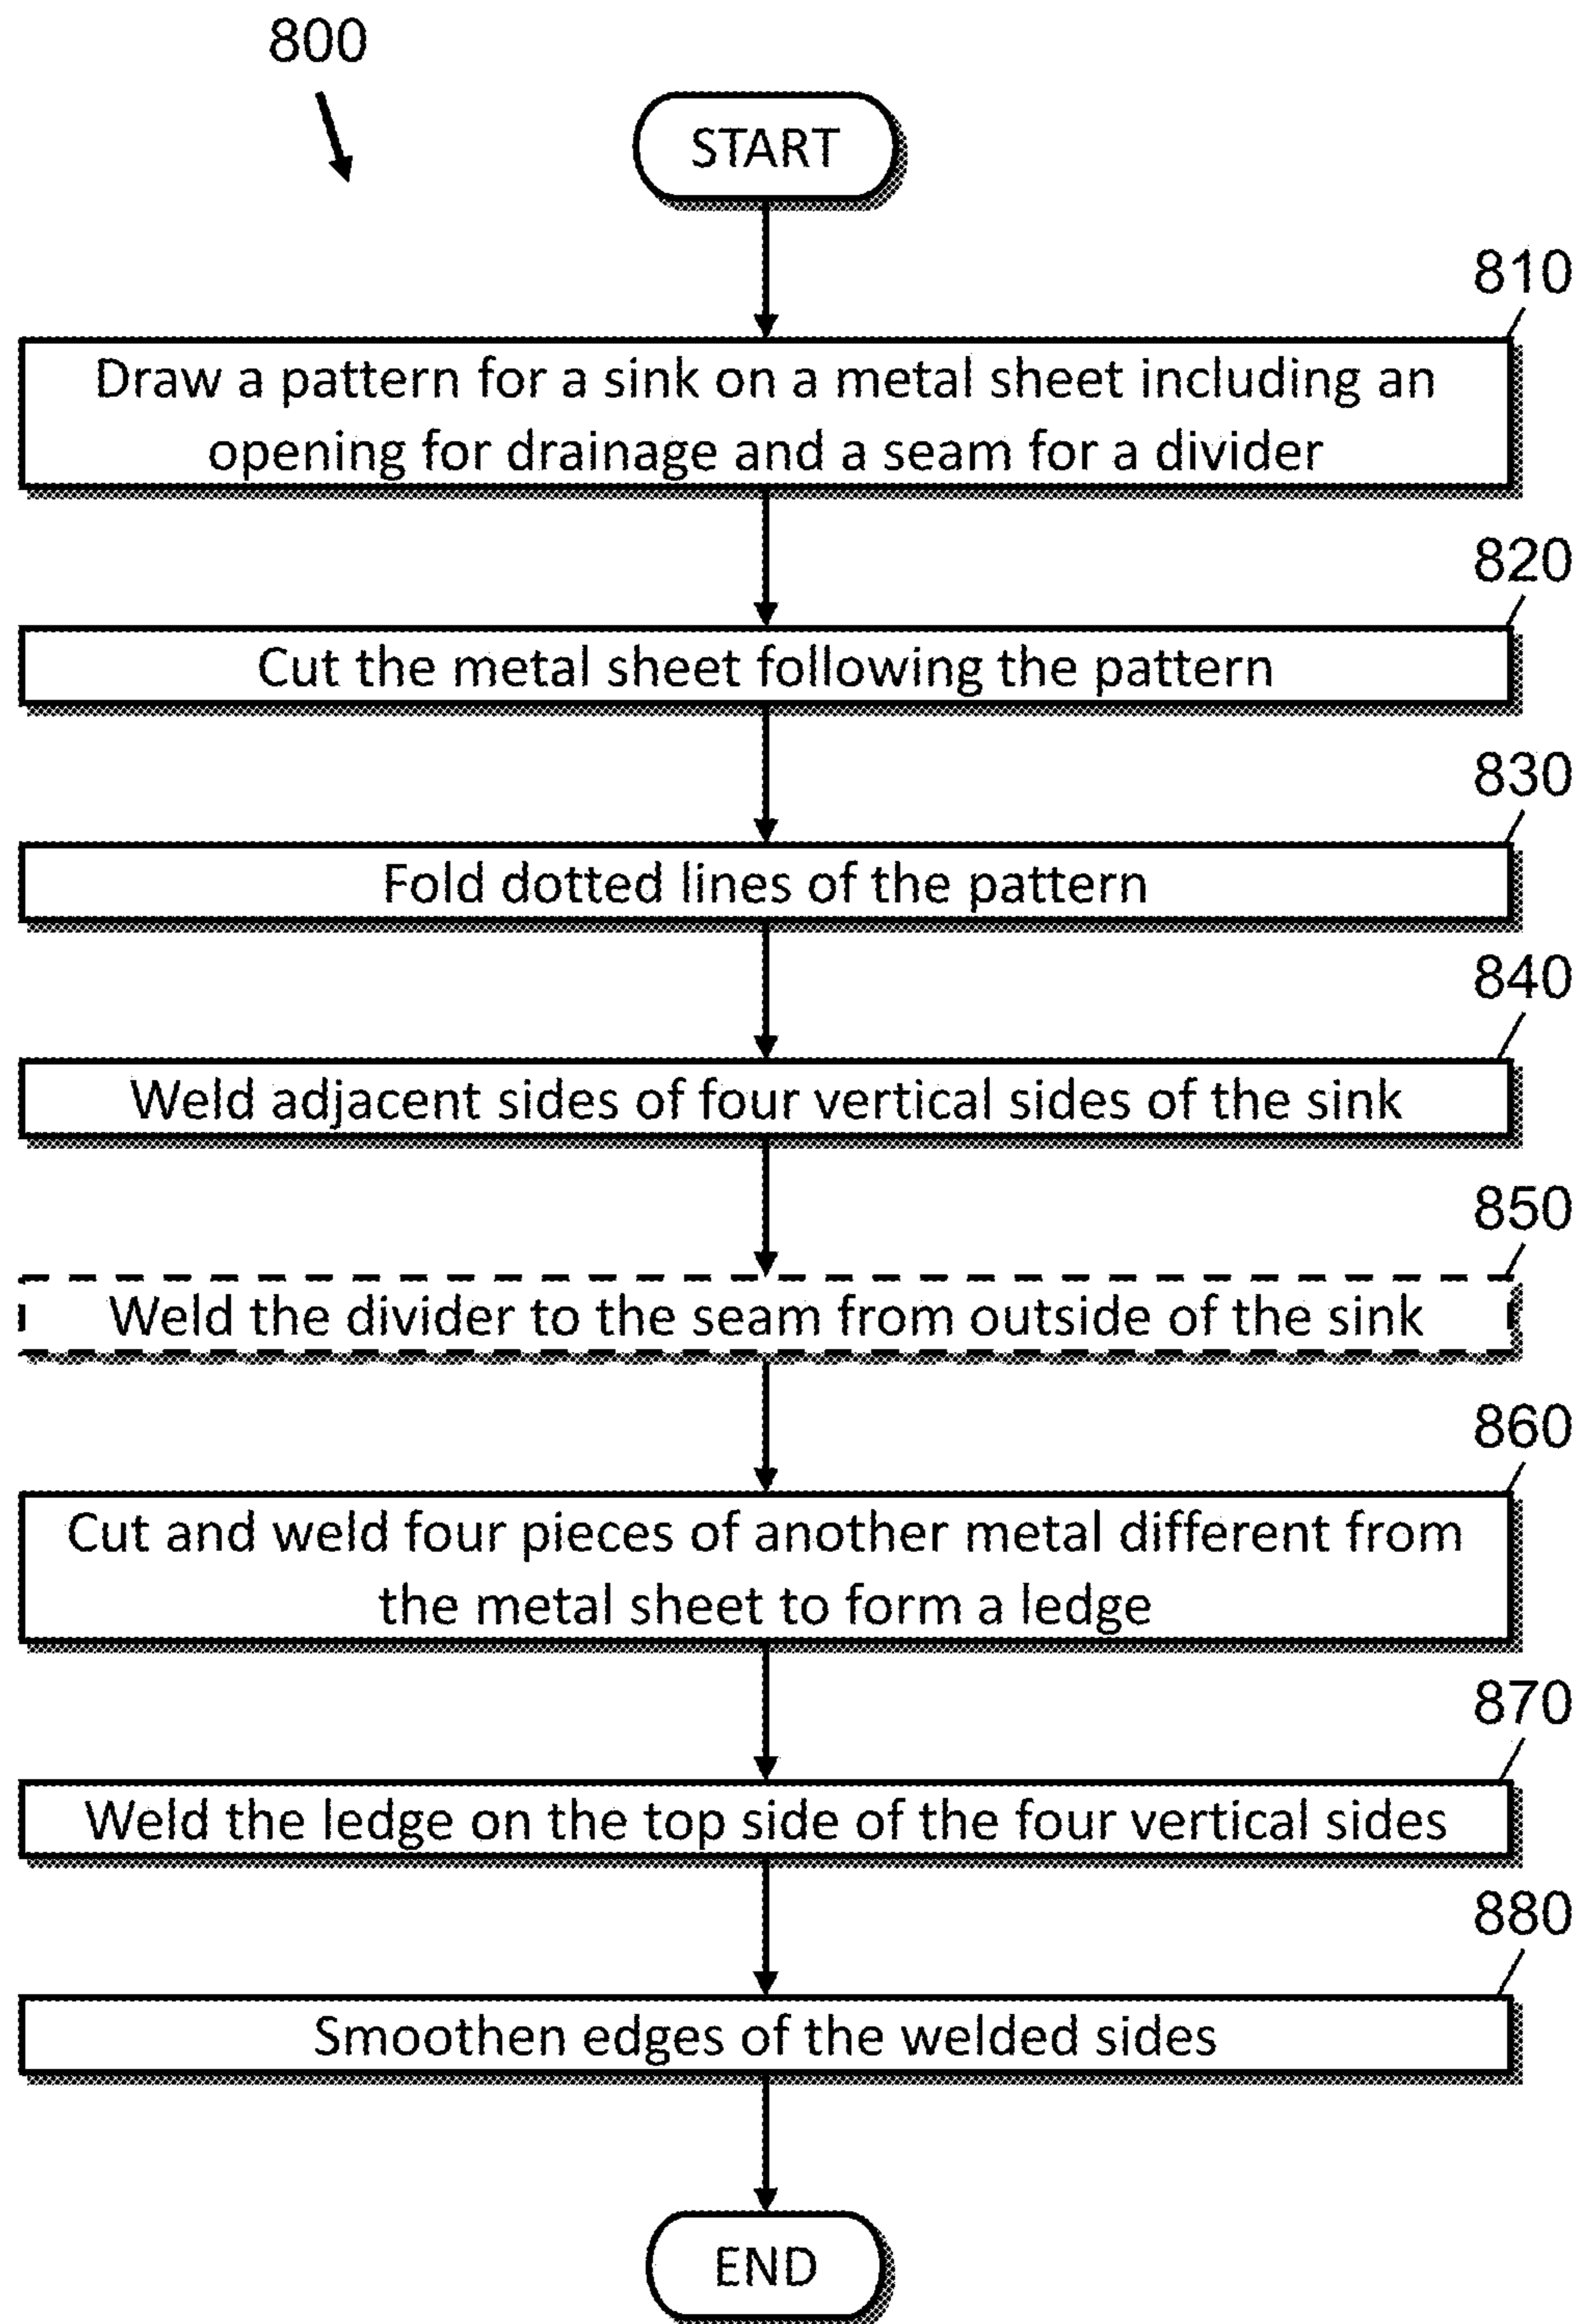 800
START
810
Draw a pattern for a sink on a metal sheet including an
opening for drainage and a seam for a divider
820
Cut the metal sheet following the pattern
830
Fold dotted lines of the pattern
840
Weld adjacent sides of four vertical sides of the sink
850
Weld the divider to the seam from outside of the sink
860
Cut and weld four pieces of another metal different from
the metal sheet to form a ledge
870
Weld the ledge on the top side of the four vertical sides
880
Smoothen edges of the welded sides
END